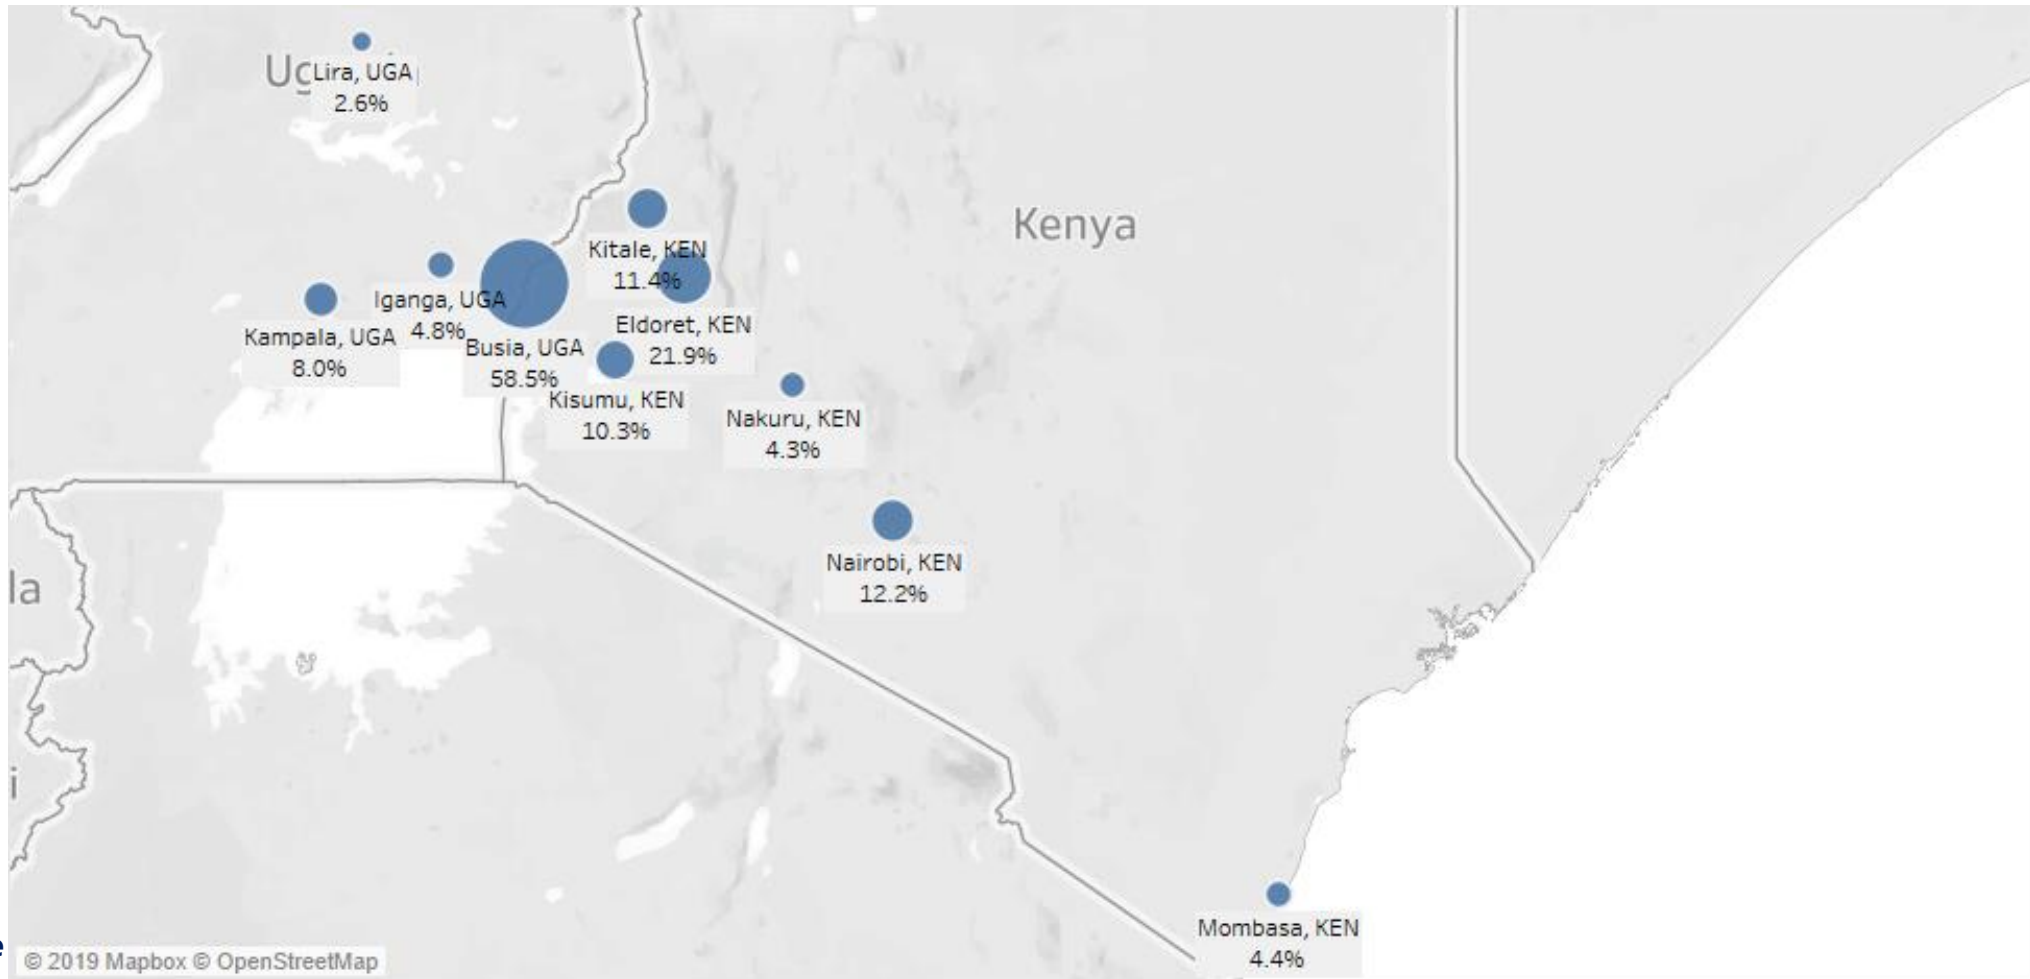 Lira, UGA
2.6%
Kenya
Kitale, KEN
11.4%
Iganga, UGA
4.8%
Kampala, UGA
8.0%
Busia, UGA
58.5%
Eldoret, KEN
21.9%
Kisumu, KEN
10.3%
Nakuru, KEN
4.3%
Nairobi, KEN
12.2%
la
i
Mombasa, KEN
4.4%
e
© 2019 Mapbox © OpenStreetMap